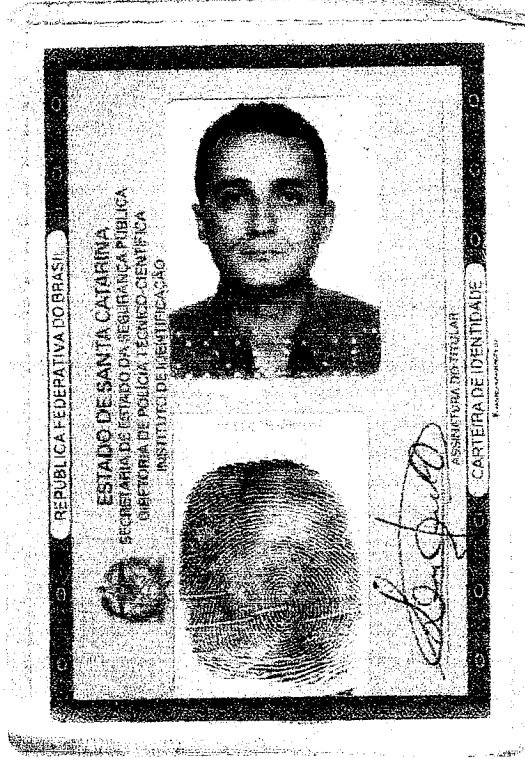 REPÚBLICA FEDERATIVA DO BRASIL
ESTADO DE SANTA CATARINA
SECRETARIA DE ESTADO DA SEGURANÇA PÚBLICA
DIRETORIA DE POLÍCIA TÉCNICO-CIENTÍFICA
INSTITUTO DE IDENTIFICAÇÃO
ASSINATURA DO TITULAR
CARTEIRA DE IDENTIDADE